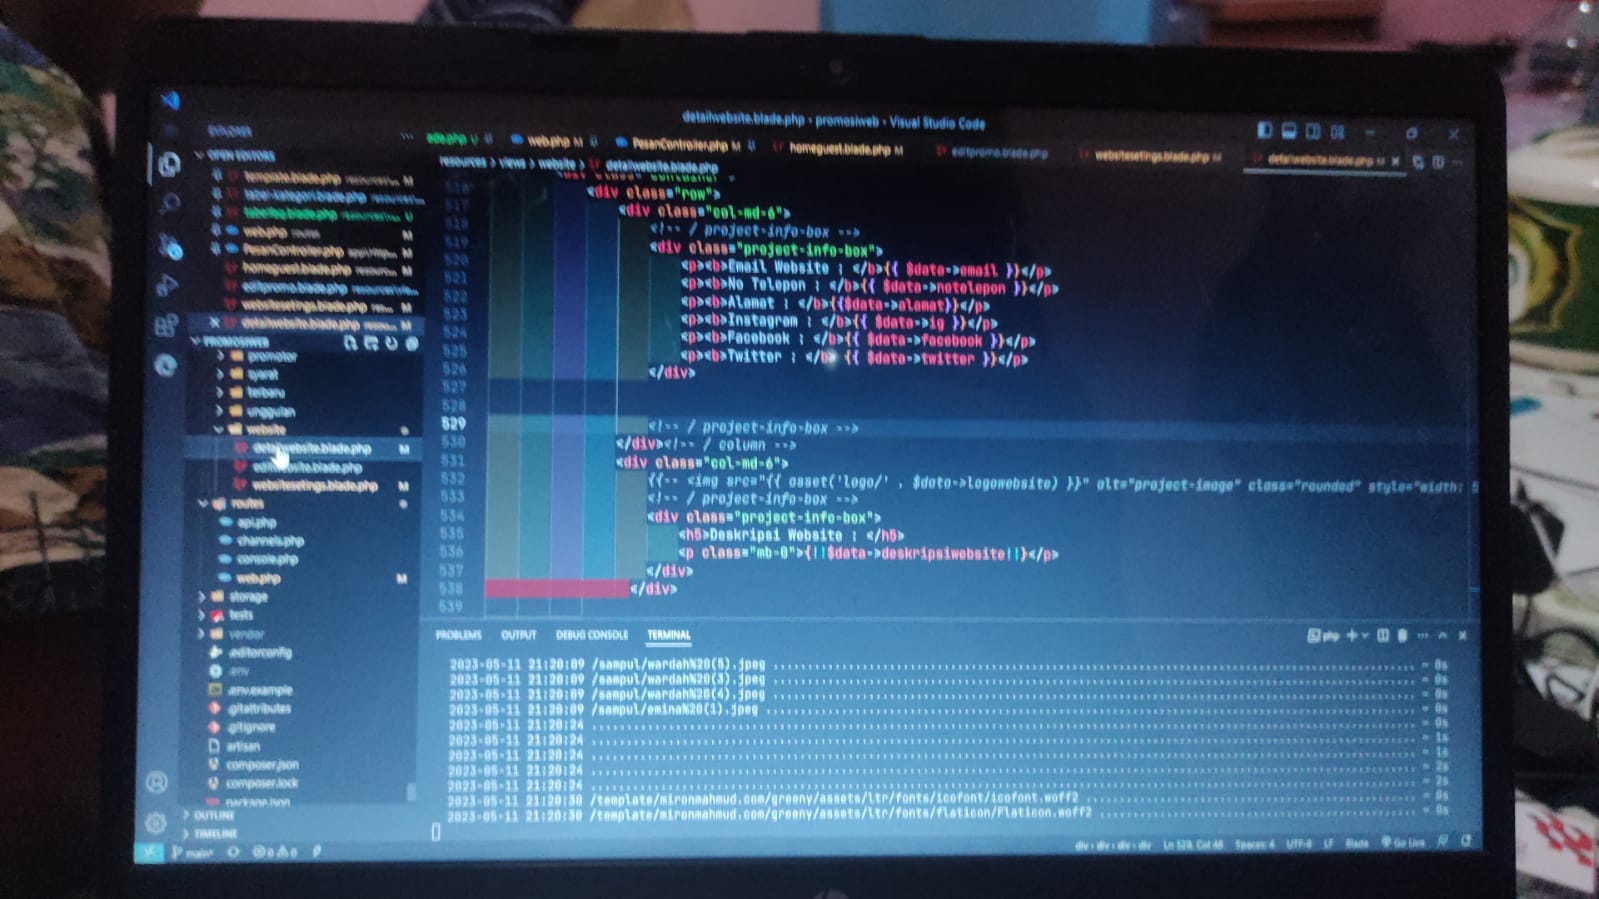 detailwebsite.blade.php - promosiweb - Visual Studio Code
EXPLORER
OPEN EDITORS
template.blade.php M
tabel-kategori.blade.php
U
web.php routes M
PesanController.php M
homeguest.blade.php M
editpromo.blade.php
websitesetings.blade.php M
detailwebsite.blade.php M
PROMOSIWEB
promotor
syarat
terbaru
unggulan
website
detailwebsite.blade.php M
editwebsite.blade.php
websitesetings.blade.php M
routes
api.php
channels.php
console.php
web.php M
storage
tests
vendor
.editorconfig
.env
.env.example
.gitattributes
.gitignore
artisan
composer.json
composer.lock
package.json
OUTLINE
TIMELINE
ade.php U web.php M PesanController.php M homeguest.blade.php M editpromo.blade.php websitesetings.blade.php M detailwebsite.blade.php M
resources > views > website > detailwebsite.blade.php
517 <div class="row">
518 <div class="col-md-6">
519 <!-- / project-info-box -->
520 <div class="project-info-box">
521 <p><b>Email Website : </b>{{ $data->email }}</p>
522 <p><b>No Telepon : </b>{{ $data->notelepon }}</p>
523 <p><b>Alamat : </b>{{$data->alamat}}</p>
524 <p><b>Instagram : </b>{{ $data->ig }}</p>
525 <p><b>Facebook : </b>{{ $data->facebook }}</p>
526 <p><b>Twitter : </b> {{ $data->twitter }}</p>
527 </div>
528
529 <!-- / project-info-box -->
530 </div><!-- / column -->
531 <div class="col-md-6">
532 {{-- <img src="{{ asset('logo/' . $data->logowebsite) }}" alt="project-image" class="rounded" style="width: 5
533 <!-- / project-info-box -->
534 <div class="project-info-box">
535 <h5>Deskripsi Website : </h5>
536 <p class="mb-0">{!!$data->deskripsiwebsite!!}</p>
537 </div>
538 </div>
539
PROBLEMS OUTPUT DEBUG CONSOLE TERMINAL php
2023-05-11 21:20:09 /sampul/wardah%20(5).jpeg ~ 0s
2023-05-11 21:20:09 /sampul/wardah%20(3).jpeg ~ 0s
2023-05-11 21:20:09 /sampul/wardah%20(4).jpeg ~ 0s
2023-05-11 21:20:09 /sampul/emina%20(1).jpeg ~ 0s
2023-05-11 21:20:24 ~ 0s
2023-05-11 21:20:24 ~ 1s
2023-05-11 21:20:24 ~ 1s
2023-05-11 21:20:24 ~ 2s
2023-05-11 21:20:24 ~ 2s
2023-05-11 21:20:30 /template/mironmahmud.com/greeny/assets/ltr/fonts/icofont/icofont.woff2 ~ 0s
2023-05-11 21:20:30 /template/mironmahmud.com/greeny/assets/ltr/fonts/flaticon/Flaticon.woff2 ~ 0s
main* 0 0 div > div > div > div Ln 529, Col 48 Spaces: 4 UTF-8 LF Blade Go Live